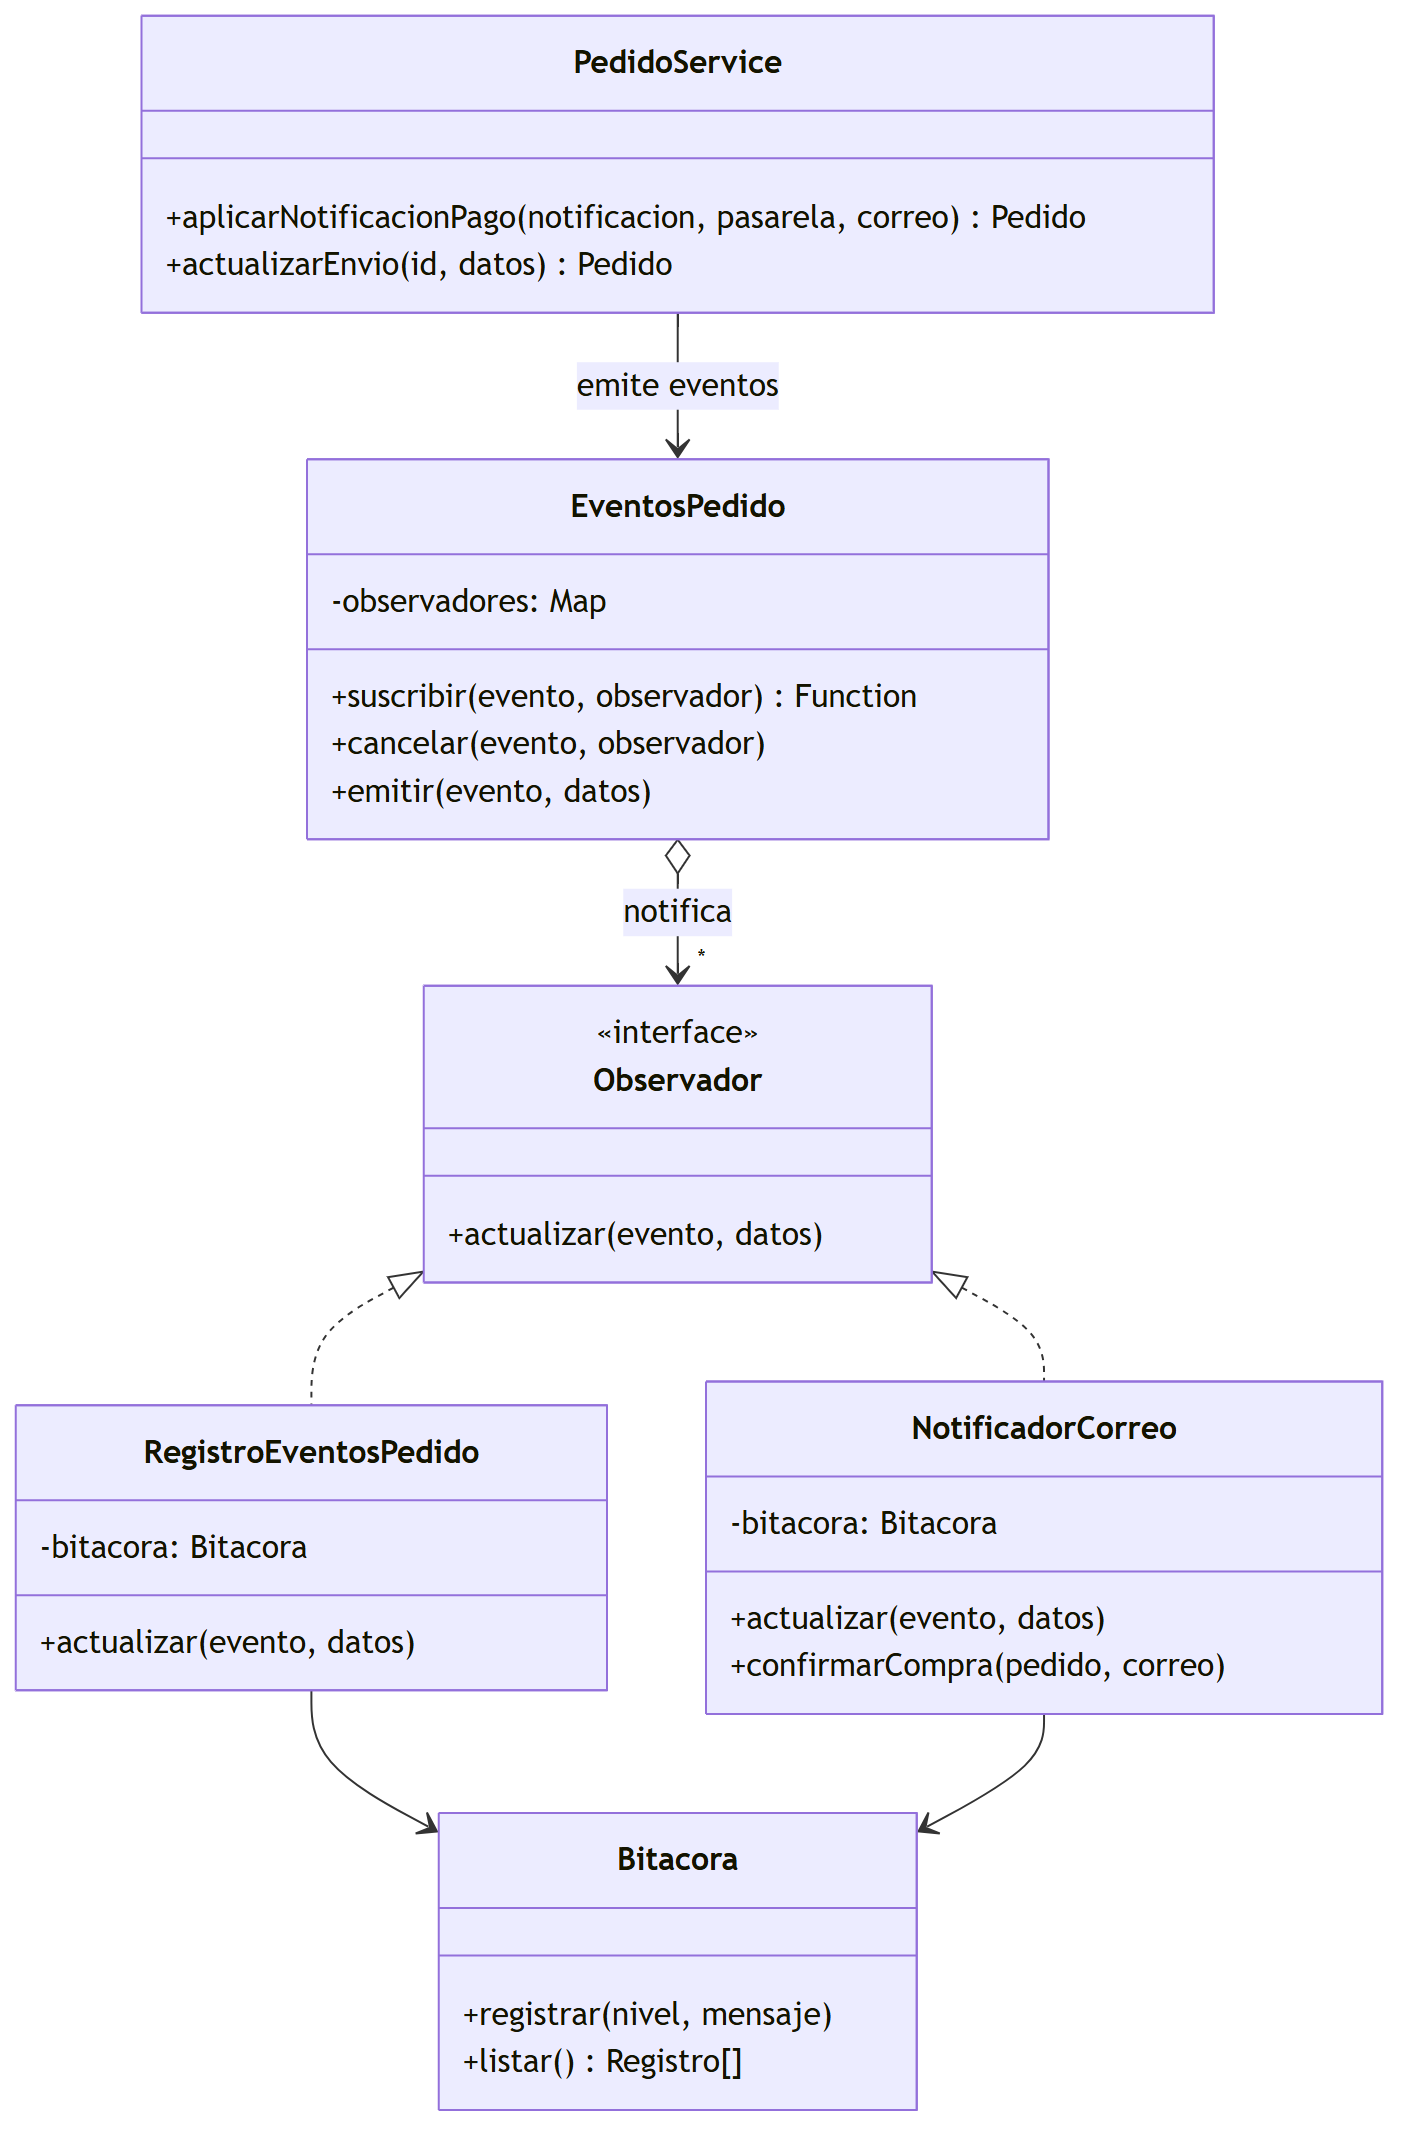 PedidoService
+aplicarNotificacionPago(notificacion, pasarela, correo) : Pedido
+actualizarEnvio(id, datos) : Pedido
emite eventos
EventosPedido
-observadores: Map
+suscribir(evento, observador) : Function
+cancelar(evento, observador)
+emitir(evento, datos)
notifica
*
«interface»
Observador
+actualizar(evento, datos)
RegistroEventosPedido
-bitacora: Bitacora
+actualizar(evento, datos)
NotificadorCorreo
-bitacora: Bitacora
+actualizar(evento, datos)
+confirmarCompra(pedido, correo)
Bitacora
+registrar(nivel, mensaje)
+listar() : Registro[]